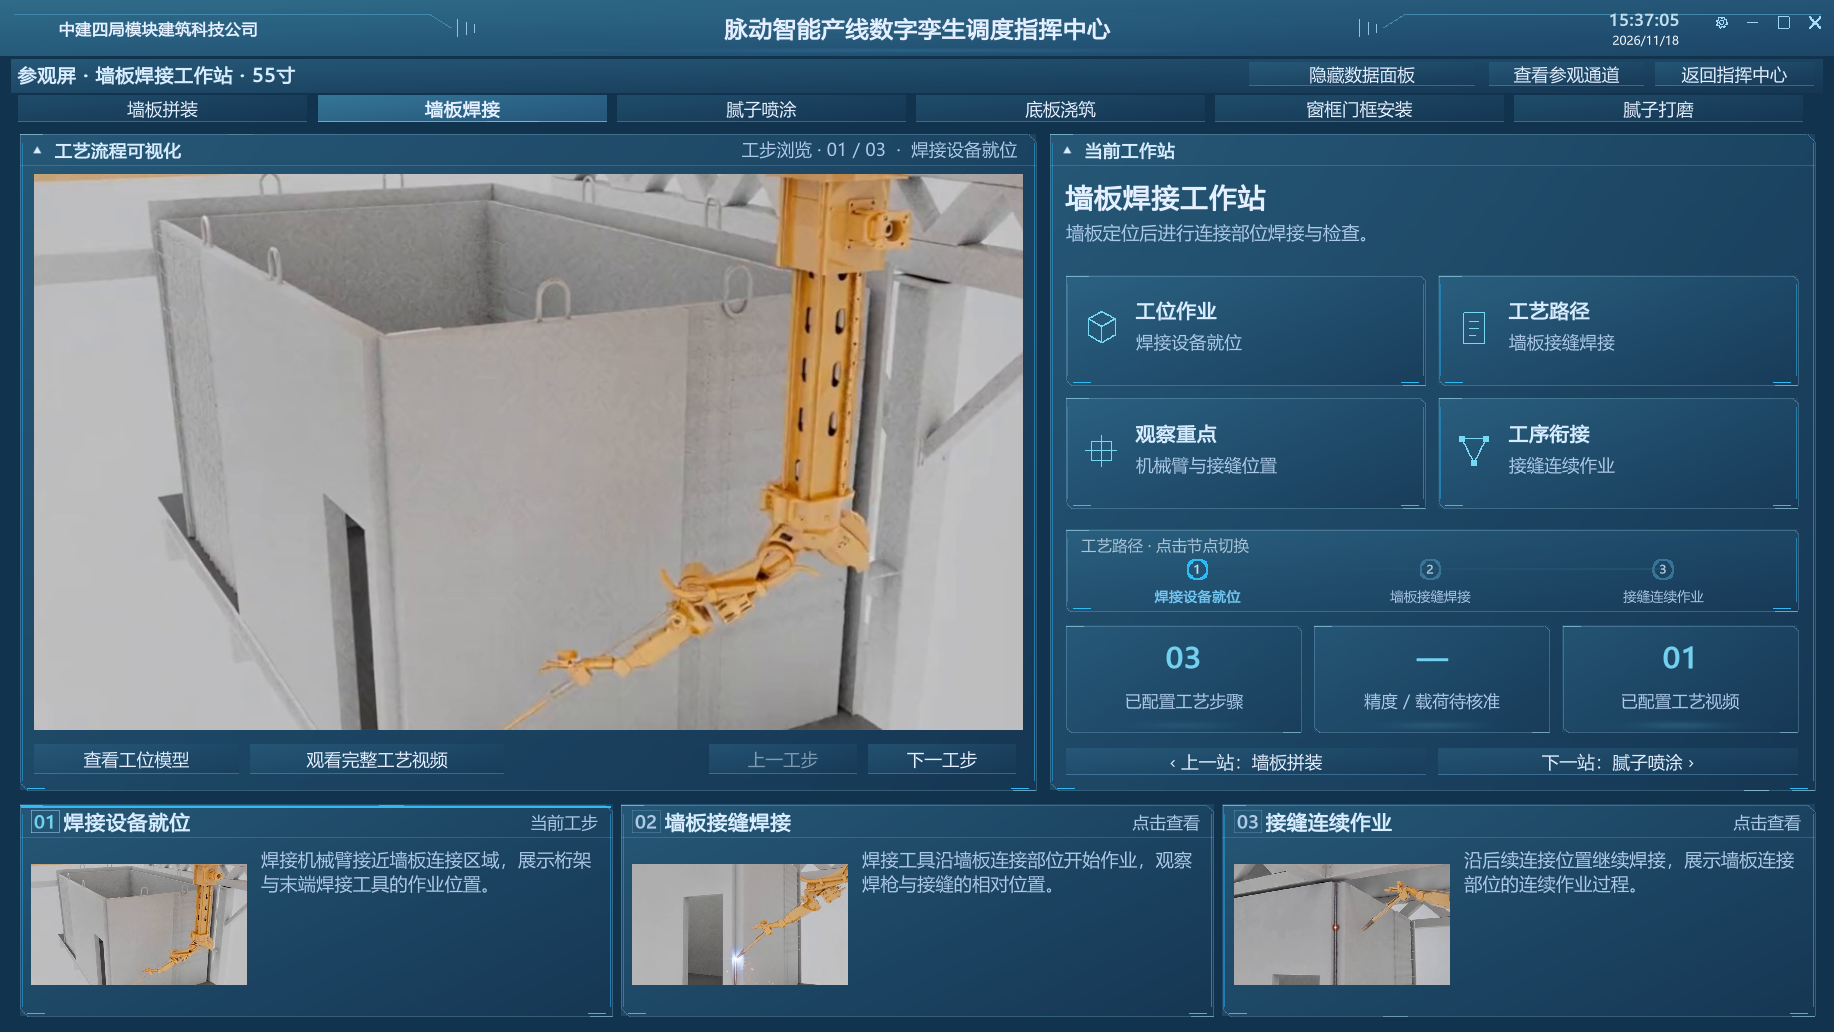 中建四局模块建筑科技公司
脉动智能产线数字孪生调度指挥中心
15:37:05
2026/11/18
参观屏 · 墙板焊接工作站 · 55寸
隐藏数据面板
查看参观通道
返回指挥中心
墙板拼装
墙板焊接
腻子喷涂
底板浇筑
窗框门框安装
腻子打磨
工艺流程可视化
工步浏览 · 01 / 03 · 焊接设备就位
查看工位模型
观看完整工艺视频
上一工步
下一工步
当前工作站
墙板焊接工作站
墙板定位后进行连接部位焊接与检查。
工位作业
焊接设备就位
工艺路径
墙板接缝焊接
观察重点
机械臂与接缝位置
工序衔接
接缝连续作业
工艺路径 · 点击节点切换
1
2
3
焊接设备就位
墙板接缝焊接
接缝连续作业
03
已配置工艺步骤
—
精度 / 载荷待核准
01
已配置工艺视频
‹ 上一站：墙板拼装
下一站：腻子喷涂 ›
01 焊接设备就位
当前工步
焊接机械臂接近墙板连接区域，展示桁架
与末端焊接工具的作业位置。
02 墙板接缝焊接
点击查看
焊接工具沿墙板连接部位开始作业，观察
焊枪与接缝的相对位置。
03 接缝连续作业
点击查看
沿后续连接位置继续焊接，展示墙板连接
部位的连续作业过程。